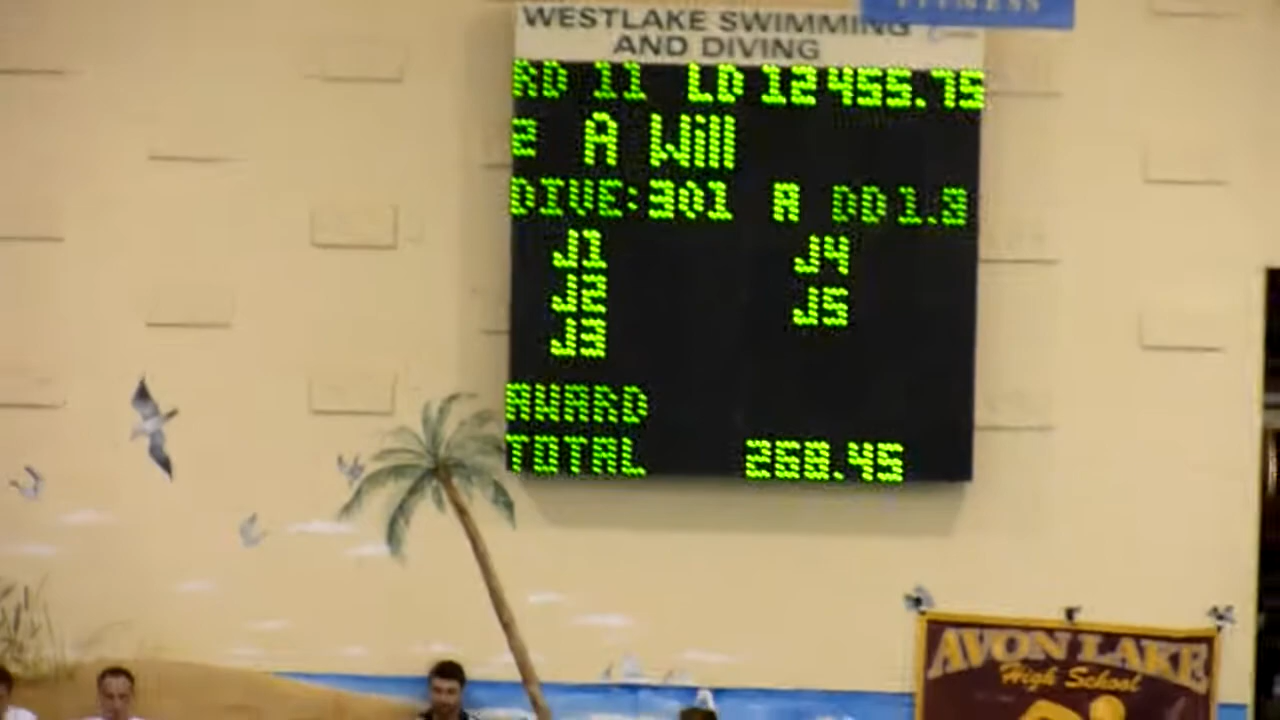 FITNESS
WESTLAKE SWIMMING
AND DIVING
RD 11 LD 12455.75
2 A Will
DIVE:301 A DD1.9
J1 J4
J2 J5
J3
AWARD
TOTAL 268.45
AVON LAKE
High School